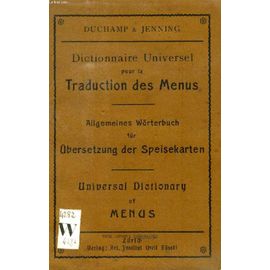 DUCHAMP & JENNING
Dictionnaire Universel
pour la
Traduction des Menus
Allgemeines Wörterbuch
für
Übersetzung der Speisekarten
Universal Dictionary
of
MENUS
4282
W
Zürich
Verlag: Art. Institut Orell Füssli